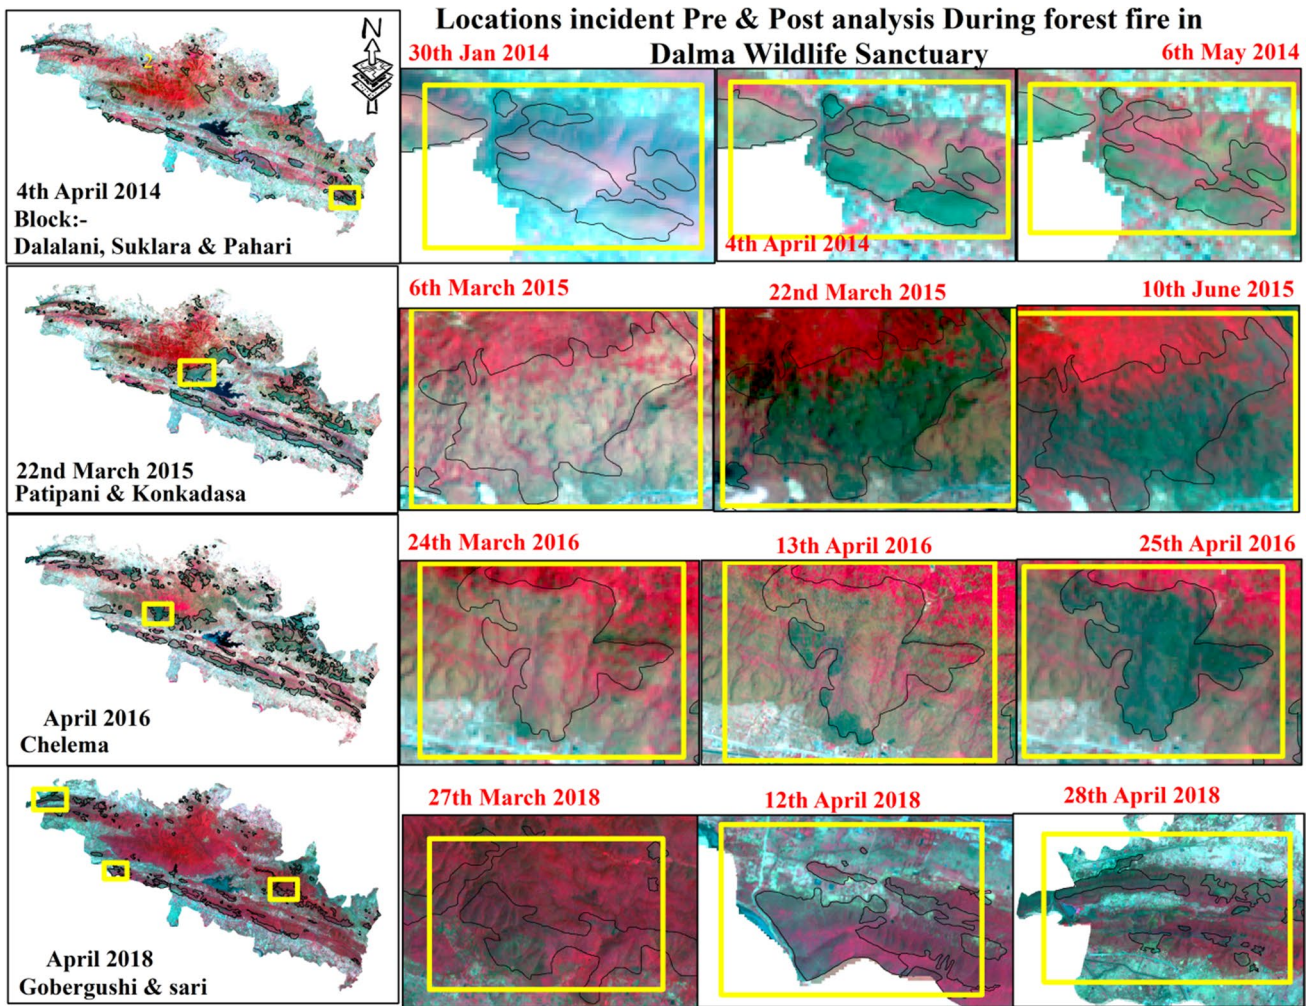 Locations incident Pre & Post analysis During forest fire in
Dalma Wildlife Sanctuary
N
2
4th April 2014
Block:-
Dalalani, Suklara & Pahari
30th Jan 2014
4th April 2014
6th May 2014
22nd March 2015
Patipani & Konkadasa
6th March 2015
22nd March 2015
10th June 2015
April 2016
Chelema
24th March 2016
13th April 2016
25th April 2016
April 2018
Gobergushi & sari
27th March 2018
12th April 2018
28th April 2018